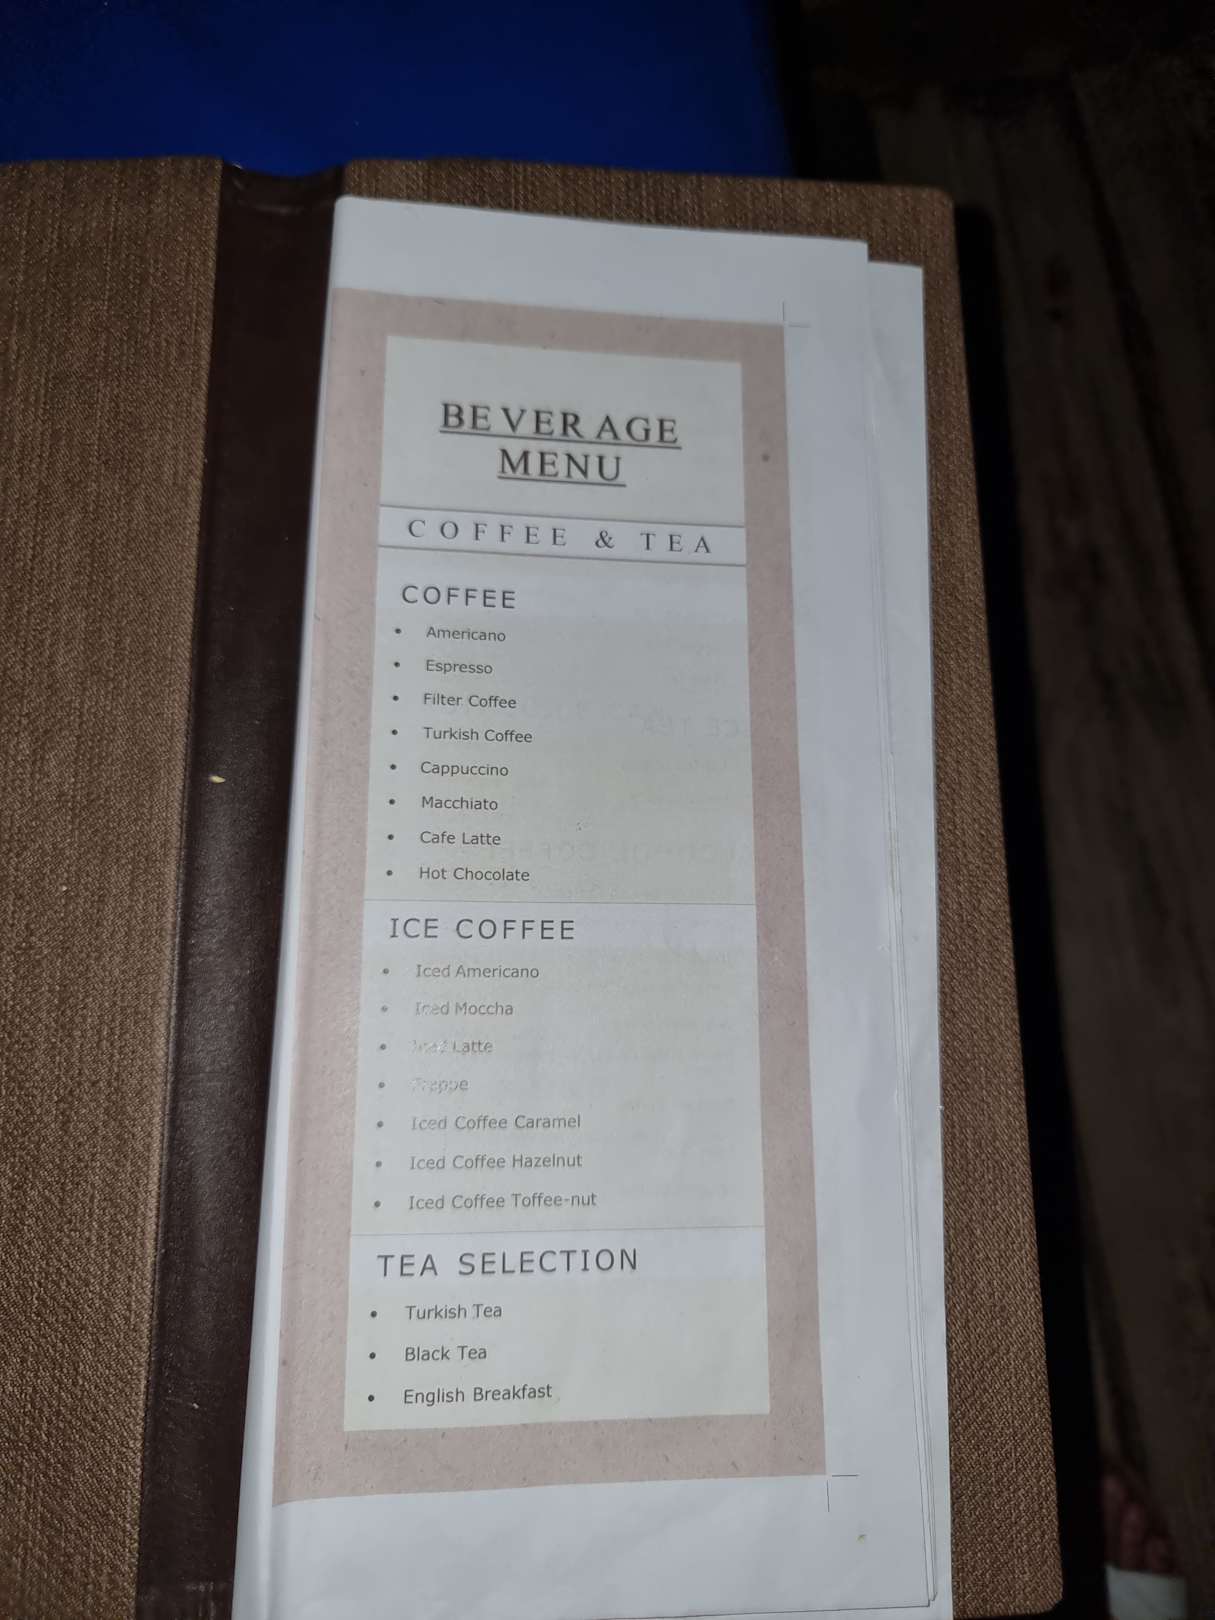 BEVERAGE
MENU
COFFEE & TEA
COFFEE
• Americano
• Espresso
• Filter Coffee
• Turkish Coffee
• Cappuccino
• Macchiato
• Cafe Latte
• Hot Chocolate
ICE COFFEE
• Iced Americano
• Iced Moccha
• Iced Latte
• Frappe
• Iced Coffee Caramel
• Iced Coffee Hazelnut
• Iced Coffee Toffee-nut
TEA SELECTION
• Turkish Tea
• Black Tea
• English Breakfast